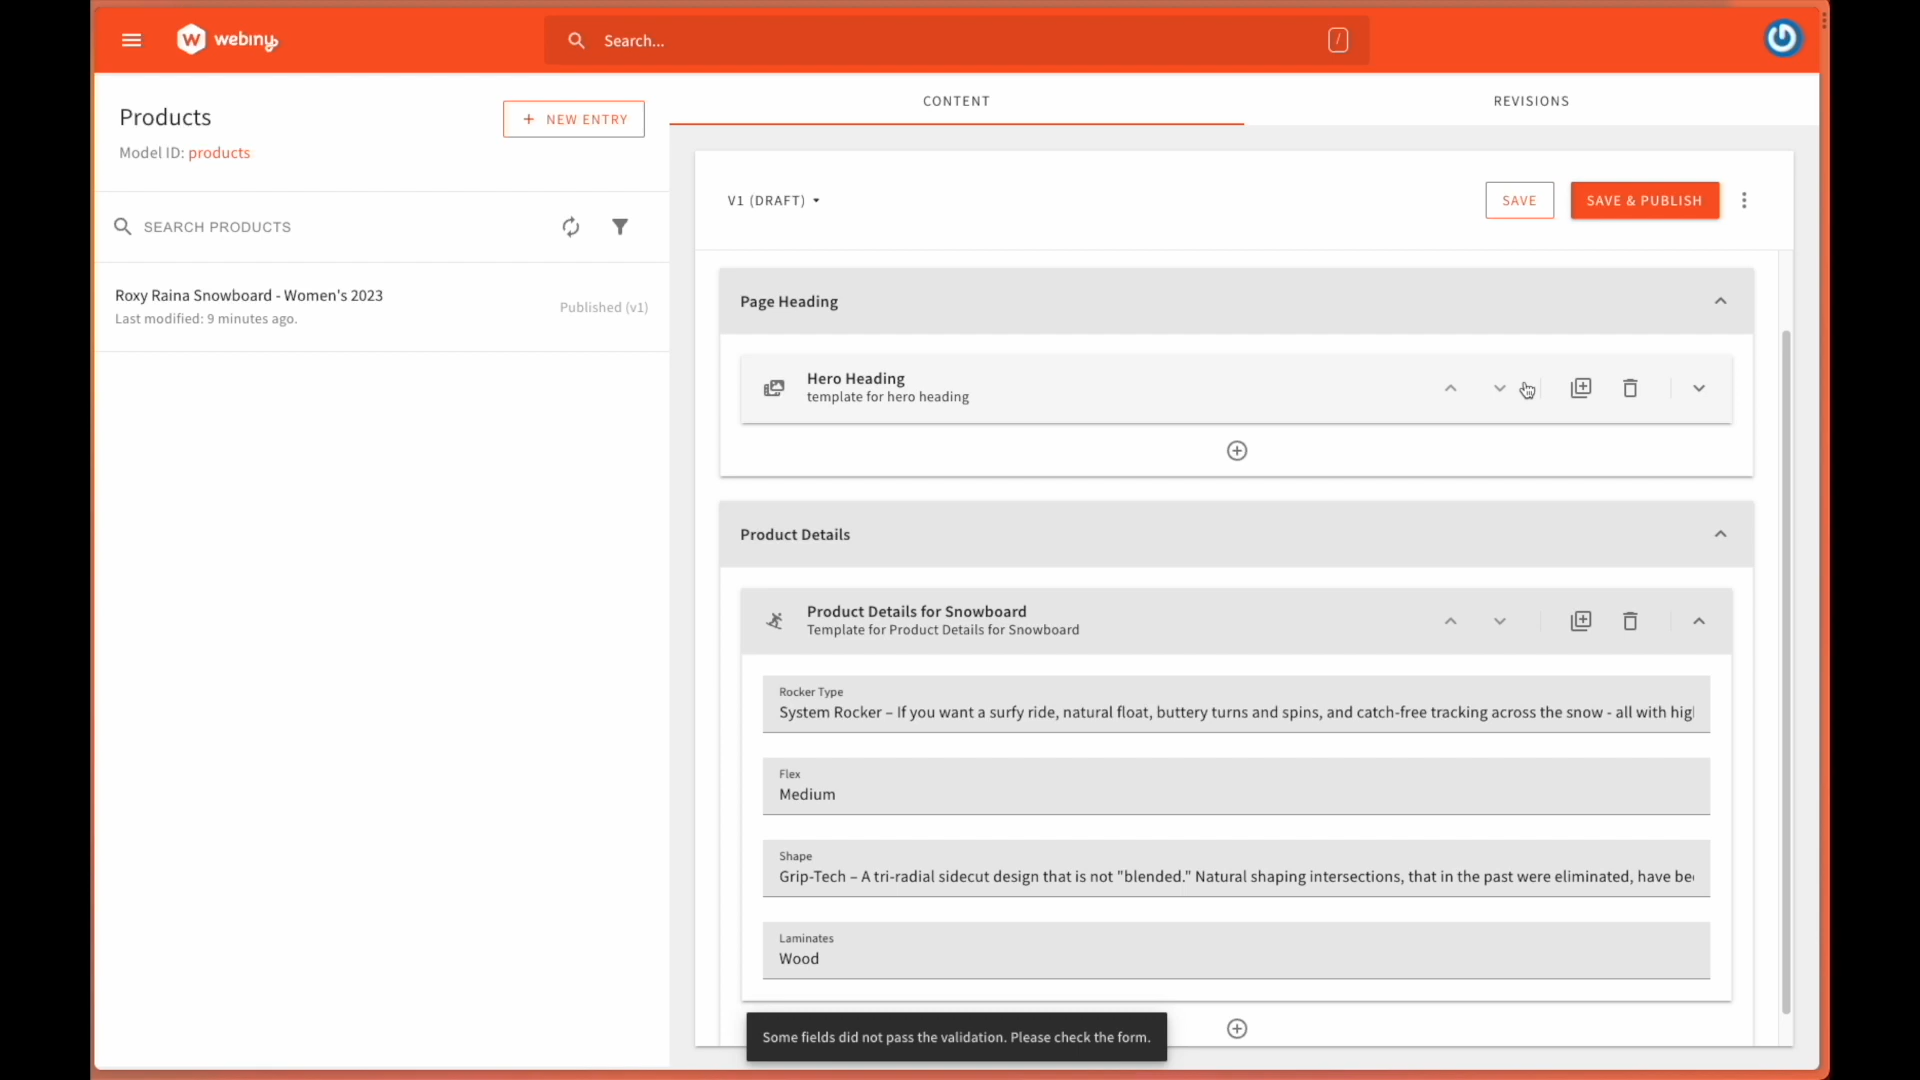 webiny
Search...
/
Products
+ NEW ENTRY
Model ID: products
SEARCH PRODUCTS
Roxy Raina Snowboard - Women's 2023
Last modified: 9 minutes ago.
Published (v1)
CONTENT
REVISIONS
V1 (DRAFT)
SAVE
SAVE & PUBLISH
Page Heading
Hero Heading
template for hero heading
Product Details
Product Details for Snowboard
Template for Product Details for Snowboard
Rocker Type
System Rocker – If you want a surfy ride, natural float, buttery turns and spins, and catch-free tracking across the snow - all with hig
Flex
Medium
Shape
Grip-Tech – A tri-radial sidecut design that is not "blended." Natural shaping intersections, that in the past were eliminated, have be
Laminates
Wood
Some fields did not pass the validation. Please check the form.